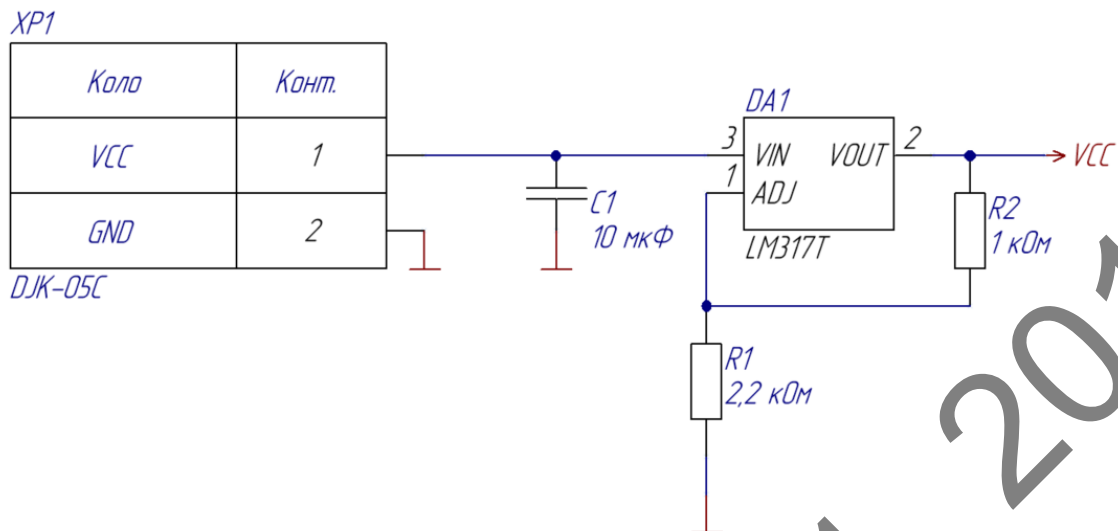 XP1
Коло Конт.
VCC 1
GND 2
DJK-05C
C1
10 мкФ
DA1
3 VIN VOUT 2
1 ADJ
LM317T
VCC
R2
1 кОм
R1
2,2 кОм
201